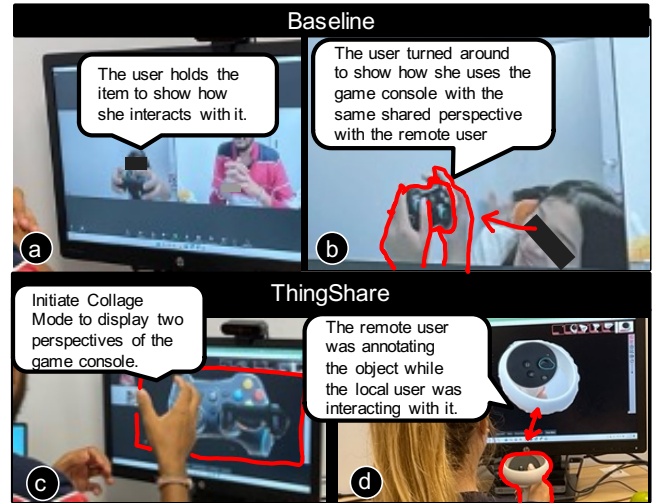 Baseline
The user holds the
item to show how
she interacts with it.
The user turned around
to show how she uses the
game console with the
same shared perspective
with the remote user
a
b
ThingShare
Initiate Collage
Mode to display two
perspectives of the
game console.
The remote user
was annotating
the object while
the local user was
interacting with it.
c
d